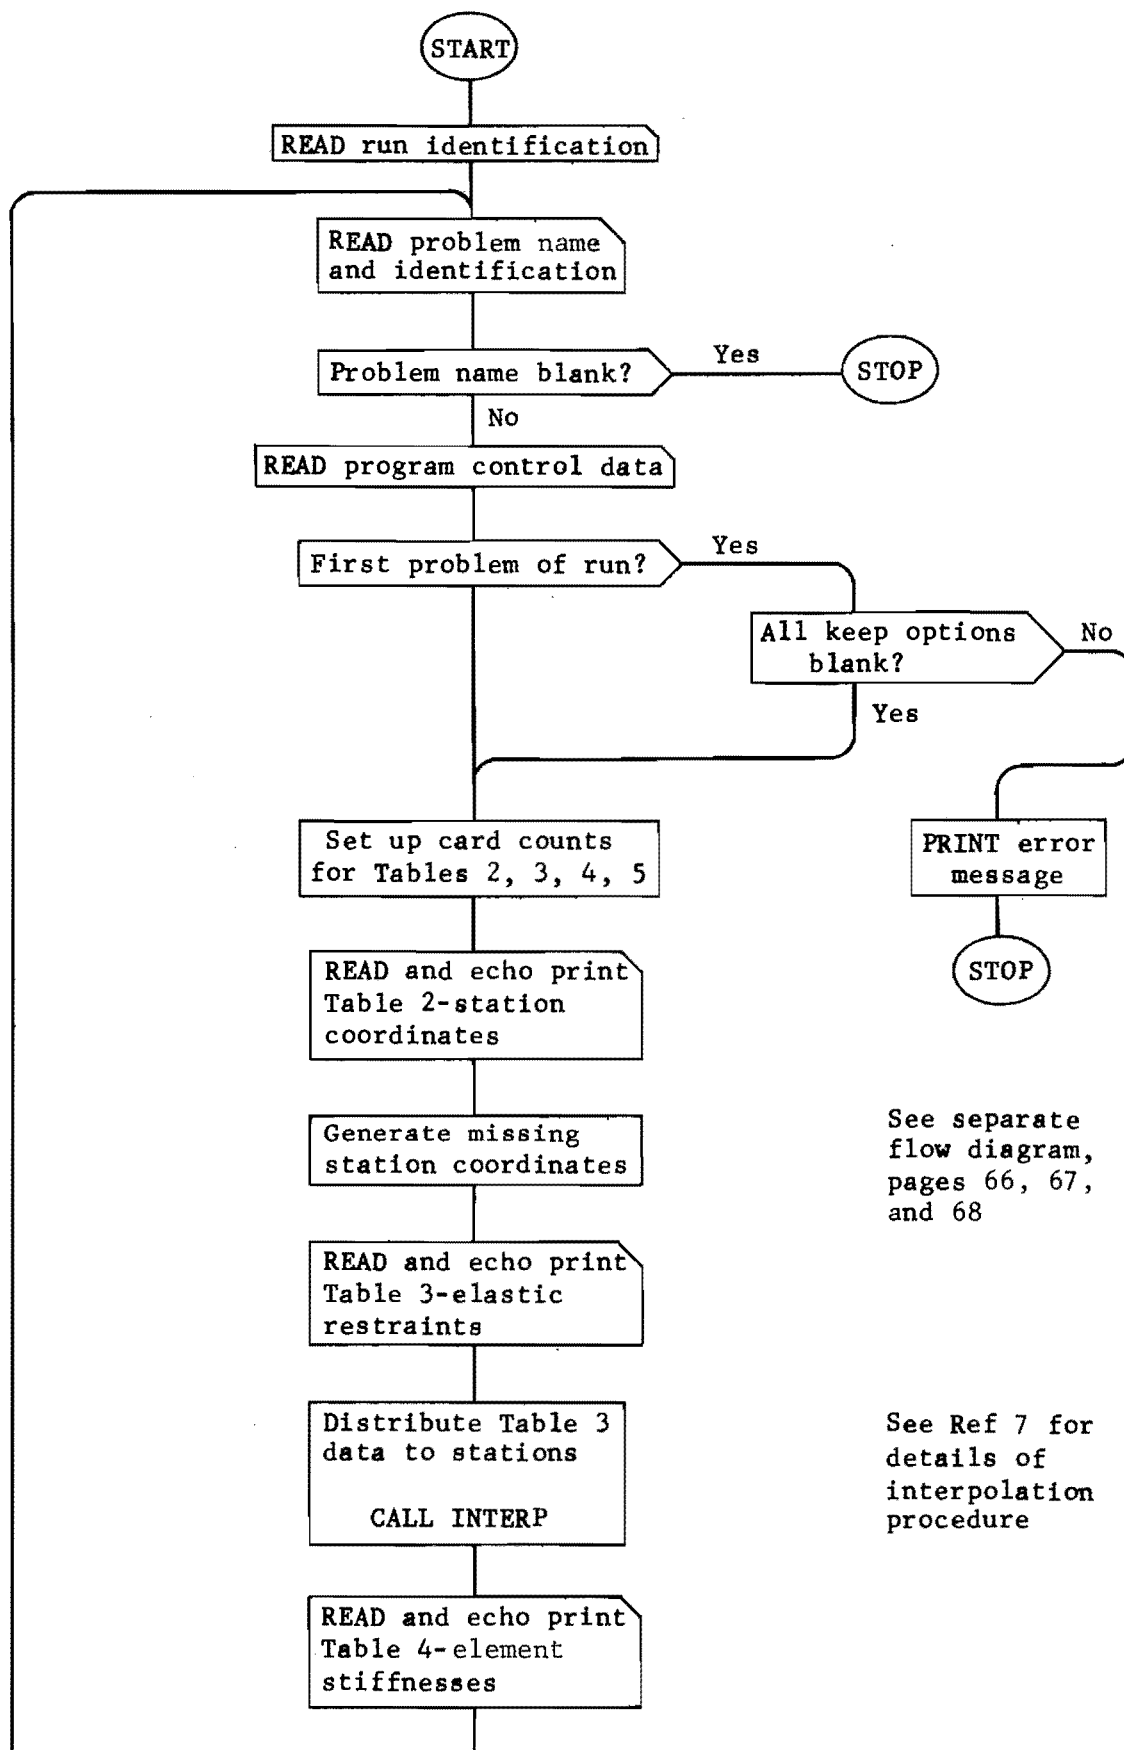 START
READ run identification
READ problem name
and identification
Problem name blank?
Yes
STOP
No
READ program control data
First problem of run?
Yes
All keep options
blank?
No
Yes
Set up card counts
for Tables 2, 3, 4, 5
PRINT error
message
STOP
READ and echo print
Table 2-station
coordinates
Generate missing
station coordinates
See separate
flow diagram,
pages 66, 67,
and 68
READ and echo print
Table 3-elastic
restraints
Distribute Table 3
data to stations
CALL INTERP
See Ref 7 for
details of
interpolation
procedure
READ and echo print
Table 4-element
stiffnesses